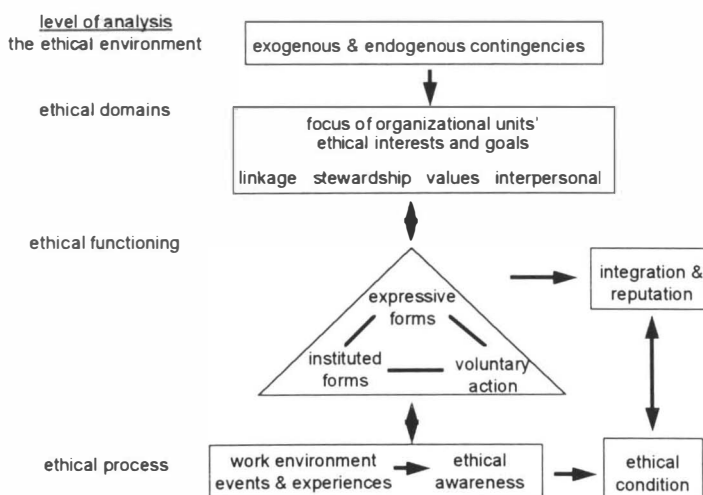 level of analysis
the ethical environment
exogenous & endogenous contingencies
ethical domains
focus of organizational units'
ethical interests and goals
linkage stewardship values interpersonal
ethical functioning
expressive
forms
instituted
forms
voluntary
action
integration &
reputation
ethical process
work environment
events & experiences
ethical
awareness
ethical
condition